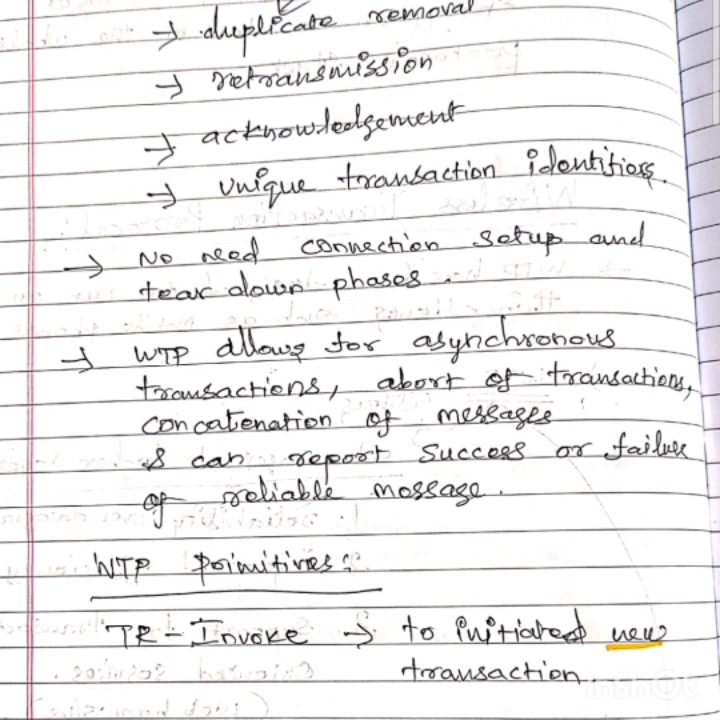 → duplicate removal
→ retransmission
→ acknowledgement
→ unique transaction identifiers.
→ No need connection setup and
tear down phases.
→ WTP allows for asynchronous
transactions, abort of transactions,
concatenation of messages
& can report success or failure
of reliable message.
WTP primitives:
TR-Invoke → to initiated new
transaction
InShOt